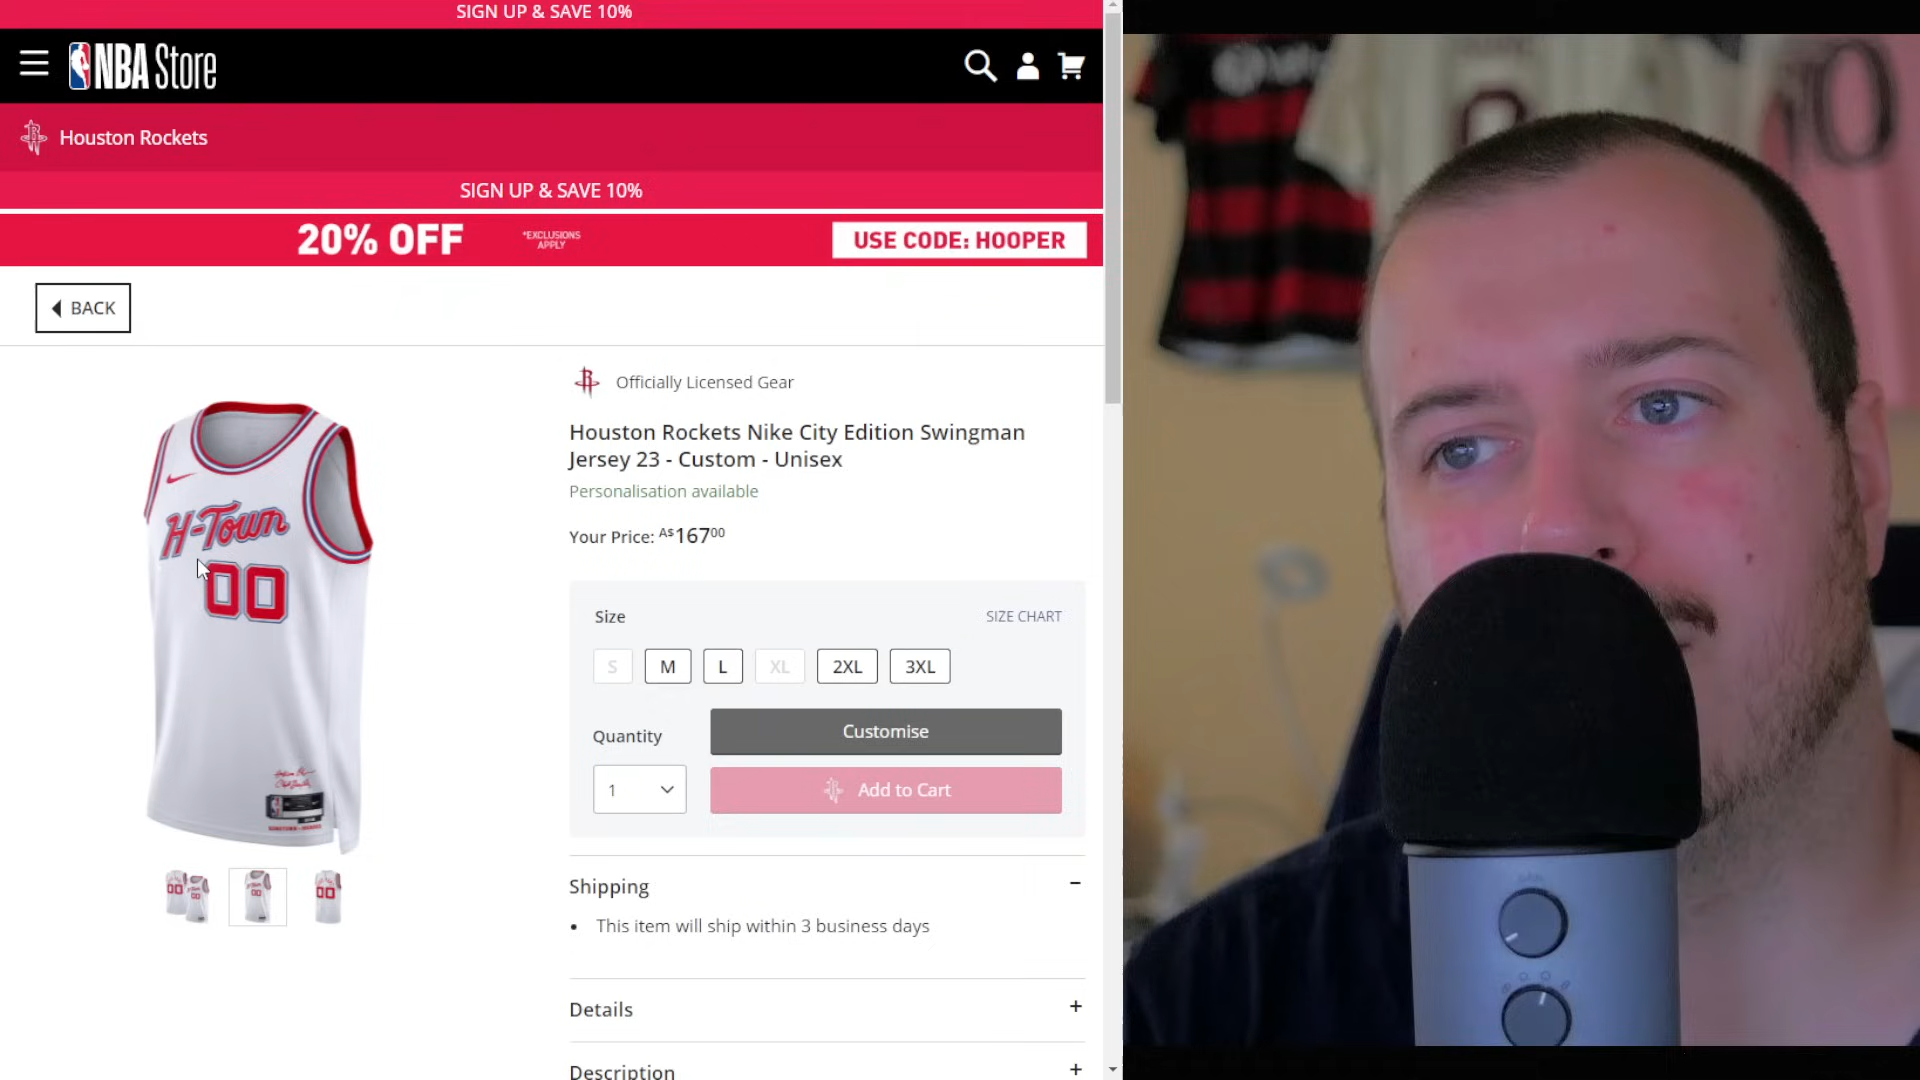 SIGN UP & SAVE 10%
NBA Store
Houston Rockets
SIGN UP & SAVE 10%
20% OFF
*EXCLUSIONS
APPLY
USE CODE: HOOPER
BACK
Officially Licensed Gear
Houston Rockets Nike City Edition Swingman
Jersey 23 - Custom - Unisex
Personalisation available
Your Price: A$167 00
H-Town
00
Size
SIZE CHART
S M L XL 2XL 3XL
Quantity
Customise
1
Add to Cart
Shipping
• This item will ship within 3 business days
Details
Description